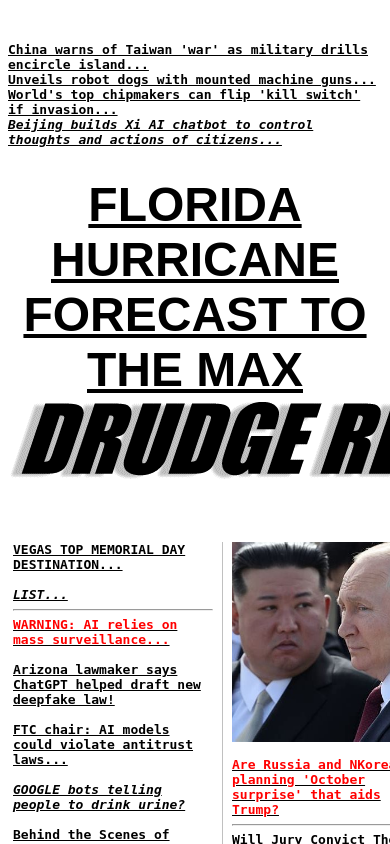 China warns of Taiwan 'war' as military drills
encircle island...
Unveils robot dogs with mounted machine guns...
World's top chipmakers can flip 'kill switch'
if invasion...
Beijing builds Xi AI chatbot to control
thoughts and actions of citizens...
FLORIDA
HURRICANE
FORECAST TO
THE MAX
DRUDGE RE
VEGAS TOP MEMORIAL DAY
DESTINATION...
LIST...
WARNING: AI relies on
mass surveillance...
Arizona lawmaker says
ChatGPT helped draft new
deepfake law!
FTC chair: AI models
could violate antitrust
laws...
GOOGLE bots telling
people to drink urine?
Behind the Scenes of
Are Russia and NKorea
planning 'October
surprise' that aids
Trump?
Will Jury Convict The